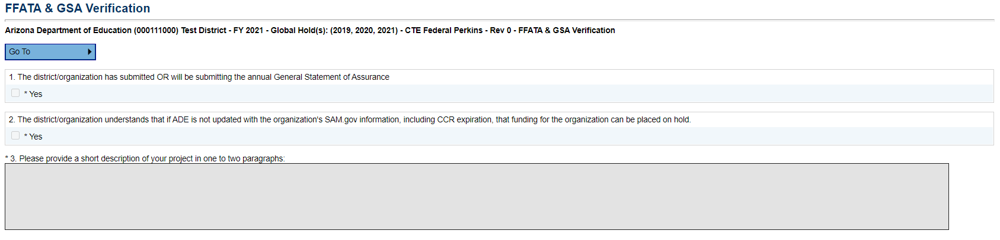 FFATA & GSA Verification
Arizona Department of Education (000111000) Test District - FY 2021 - Global Hold(s): (2019, 2020, 2021) - CTE Federal Perkins - Rev 0 - FFATA & GSA Verification
Go To
1. The district/organization has submitted OR will be submitting the annual General Statement of Assurance
* Yes
2. The district/organization understands that if ADE is not updated with the organization's SAM.gov information, including CCR expiration, that funding for the organization can be placed on hold.
* Yes
* 3. Please provide a short description of your project in one to two paragraphs: